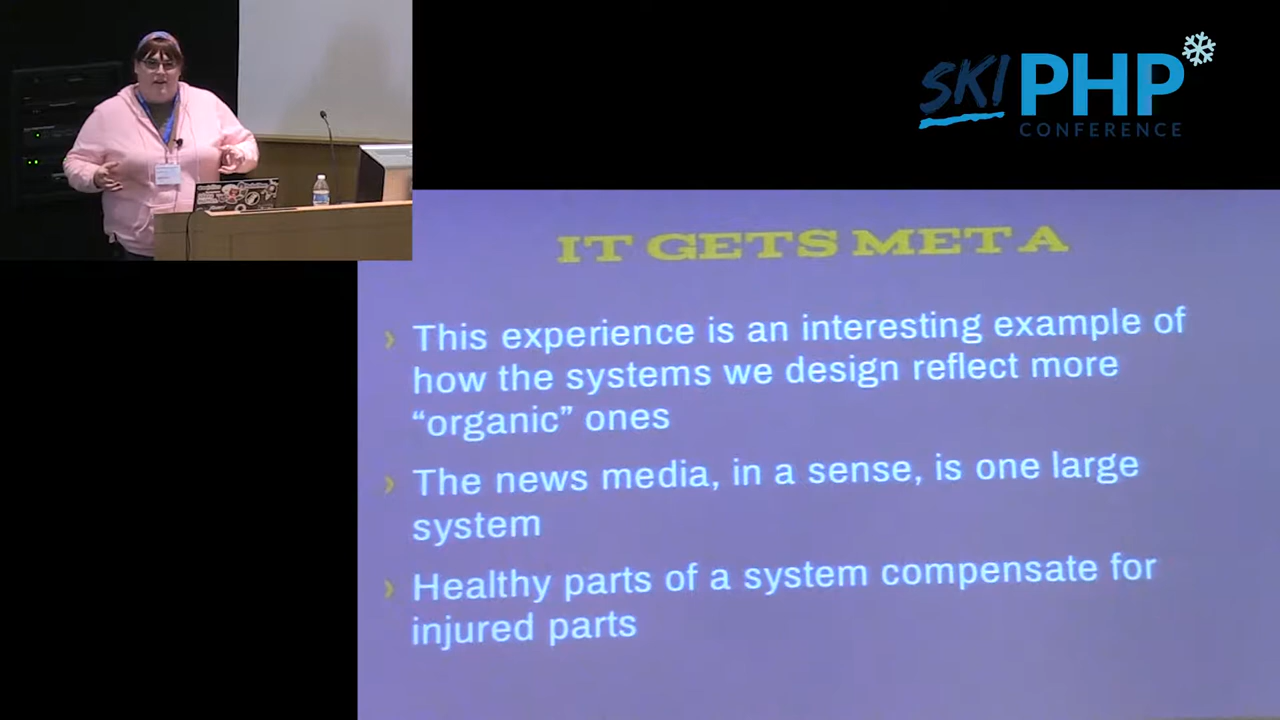 SKI PHP
CONFERENCE
IT GETS META
This experience is an interesting example of
how the systems we design reflect more
“organic” ones
The news media, in a sense, is one large
system
Healthy parts of a system compensate for
injured parts